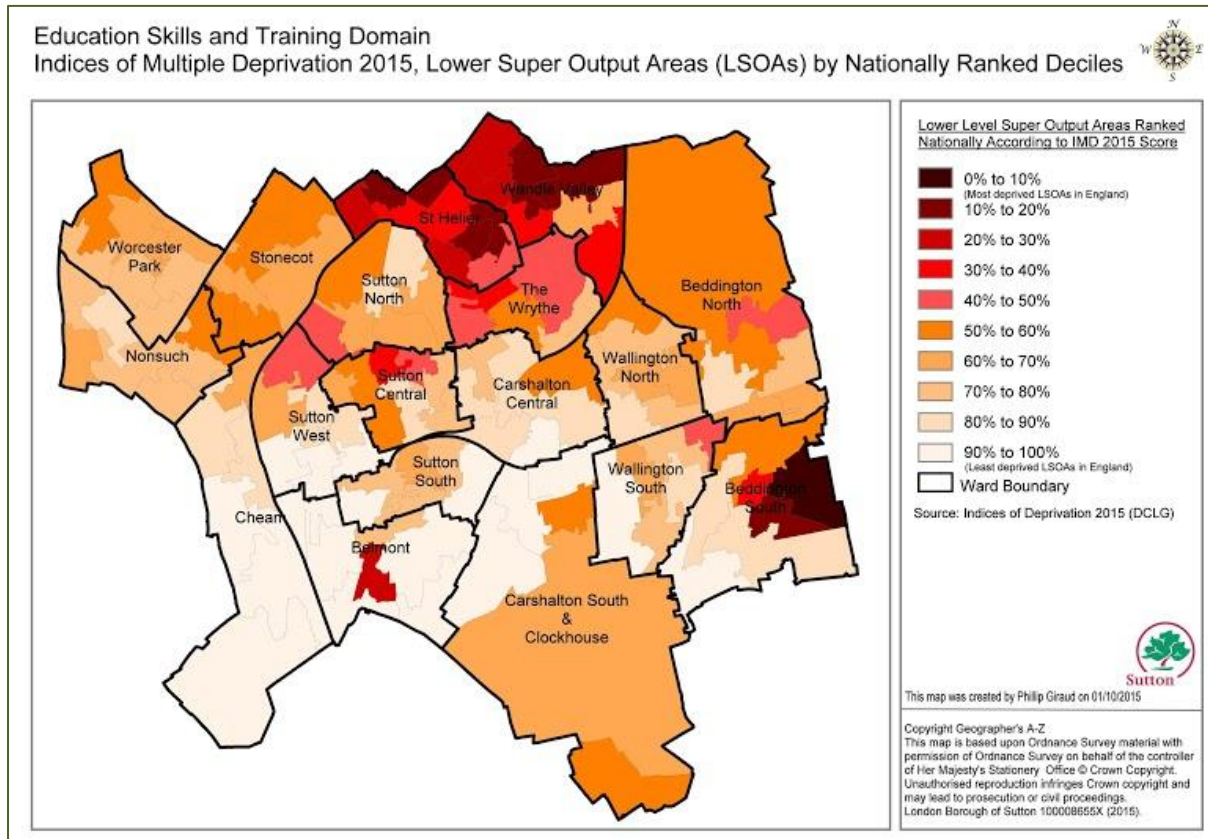 Education Skills and Training Domain
Indices of Multiple Deprivation 2015, Lower Super Output Areas (LSOAs) by Nationally Ranked Deciles
N
W
E
S
Worcester
Park
Stonecot
Nonsuch
Sutton
North
St Helier
Wandle Valley
The
Wrythe
Beddington
North
Sutton
Central
Sutton
West
Carshalton
Central
Wallington
North
Sutton
South
Wallington
South
Beddington
South
Cheam
Belmont
Carshalton South
&
Clockhouse
Lower Level Super Output Areas Ranked
Nationally According to IMD 2015 Score
0% to 10%
(Most deprived LSOAs in England)
10% to 20%
20% to 30%
30% to 40%
40% to 50%
50% to 60%
60% to 70%
70% to 80%
80% to 90%
90% to 100%
(Least deprived LSOAs in England)
Ward Boundary
Source: Indices of Deprivation 2015 (DCLG)
Sutton
This map was created by Phillip Giraud on 01/10/2015
Copyright Geographer's A-Z
This map is based upon Ordnance Survey material with
permission of Ordnance Survey on behalf of the controller
of Her Majesty's Stationery Office © Crown Copyright.
Unauthorised reproduction infringes Crown copyright and
may lead to prosecution or civil proceedings.
London Borough of Sutton 100008655X (2015).